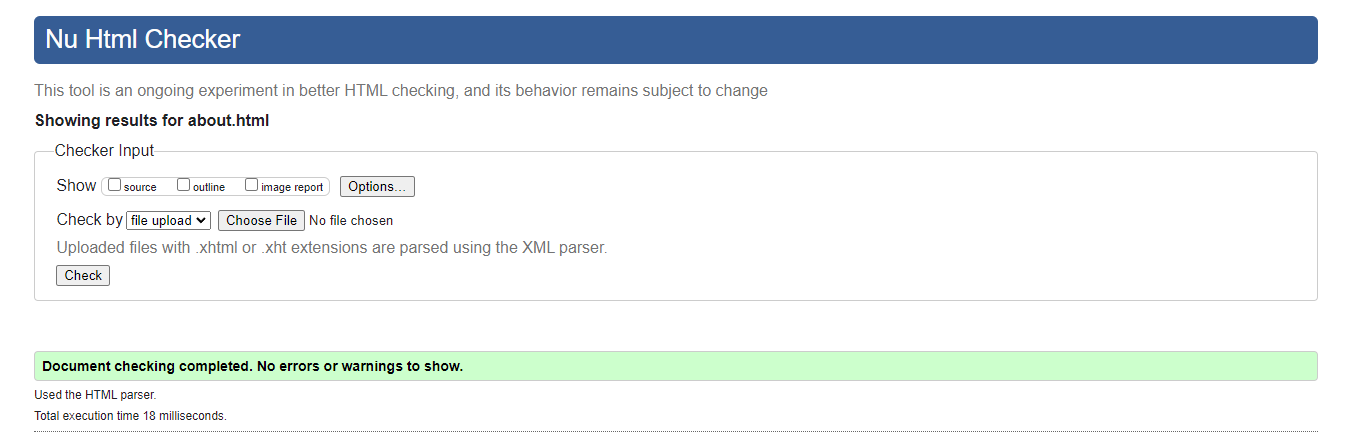 Nu Html Checker
This tool is an ongoing experiment in better HTML checking, and its behavior remains subject to change
Showing results for about.html
Checker Input
Show source outline image report Options...
Check by file upload Choose File No file chosen
Uploaded files with .xhtml or .xht extensions are parsed using the XML parser.
Check
Document checking completed. No errors or warnings to show.
Used the HTML parser.
Total execution time 18 milliseconds.